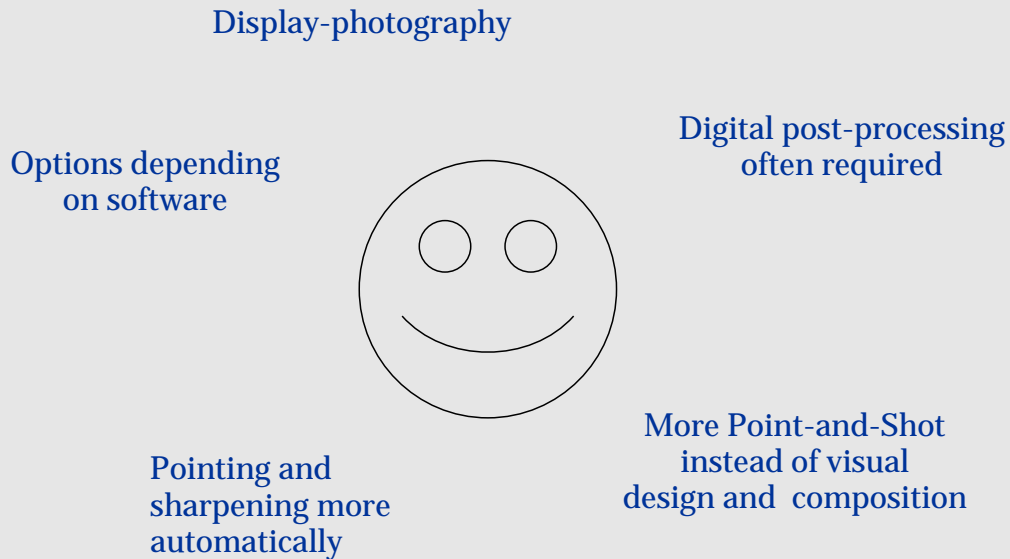 Display-photography
Digital post-processing
often required
Options depending
on software
More Point-and-Shot
instead of visual
design and composition
Pointing and
sharpening more
automatically